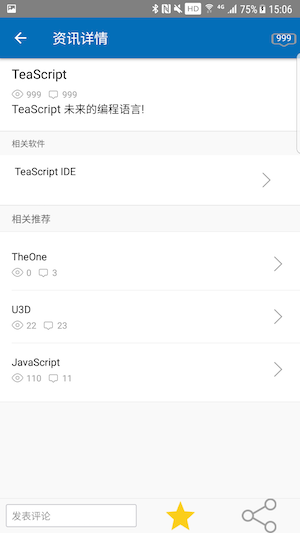 HD 4G 75% 15:06
资讯详情 999
TeaScript
999 999
TeaScript 未来的编程语言!
相关软件
TeaScript IDE
相关推荐
TheOne
0 3
U3D
22 23
JavaScript
110 11
发表评论